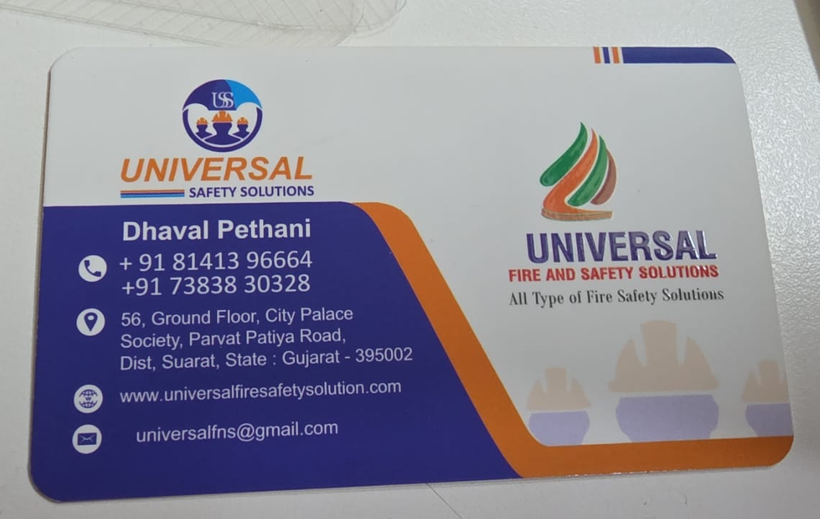 USS
UNIVERSAL
SAFETY SOLUTIONS
Dhaval Pethani
+ 91 81413 96664
+91 73838 30328
56, Ground Floor, City Palace
Society, Parvat Patiya Road,
Dist, Suarat, State : Gujarat - 395002
www.universalfiresafetysolution.com
universalfns@gmail.com
UNIVERSAL
FIRE AND SAFETY SOLUTIONS
All Type of Fire Safety Solutions